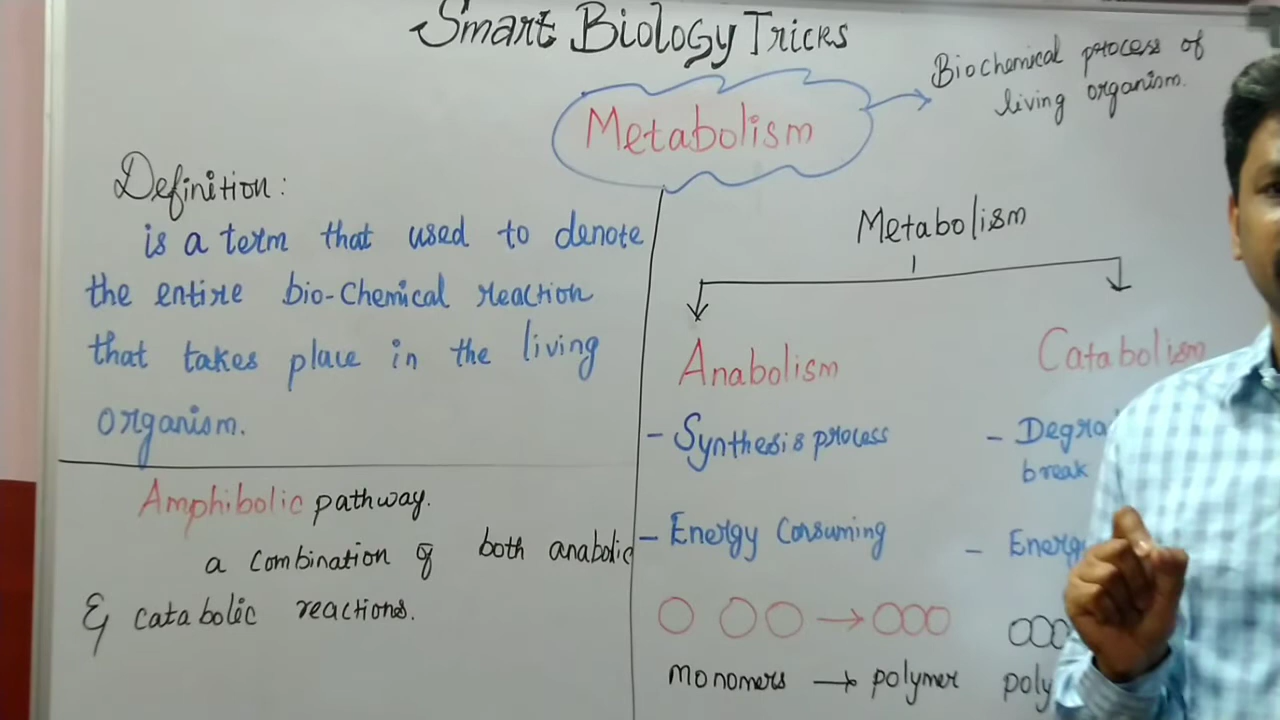 Smart Biology Tricks
Metabolism
Biochemical process of
living organism.
Definition:
is a term that used to denote
the entire bio-Chemical reaction
that takes place in the living
organism.
Amphibolic pathway.
a combination of both anabolic
& catabolic reactions.
Metabolism
Anabolism
- Synthesis process
- Energy Consuming
monomers → polymer
Catabolism
-
break
-